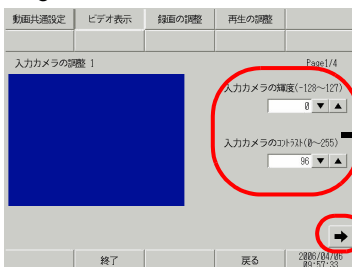 動画共通設定 ビデオ表示 録画の調整 再生の調整
入力カメラの調整 1 Page1/4
入力カメラの輝度(-128~127)
0
入力カメラのコントラスト(0~255)
96
終了 戻る 2006/04/06
09:57:33